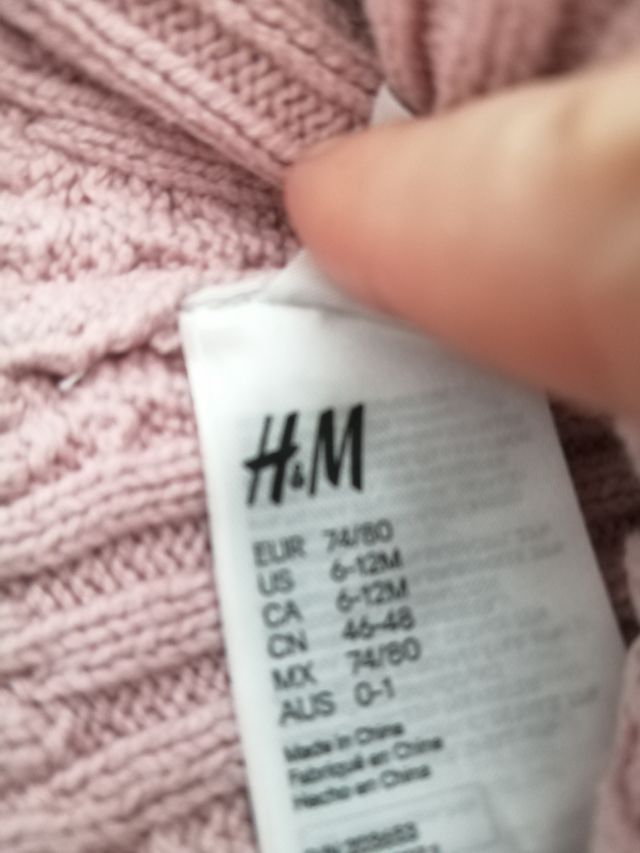 H&M
EUR 74/80
US 6-12M
CA 6-12M
CN 46-48
MX 74/80
AUS 0-1
Made in China
Fabriqué en China
Hecho en China